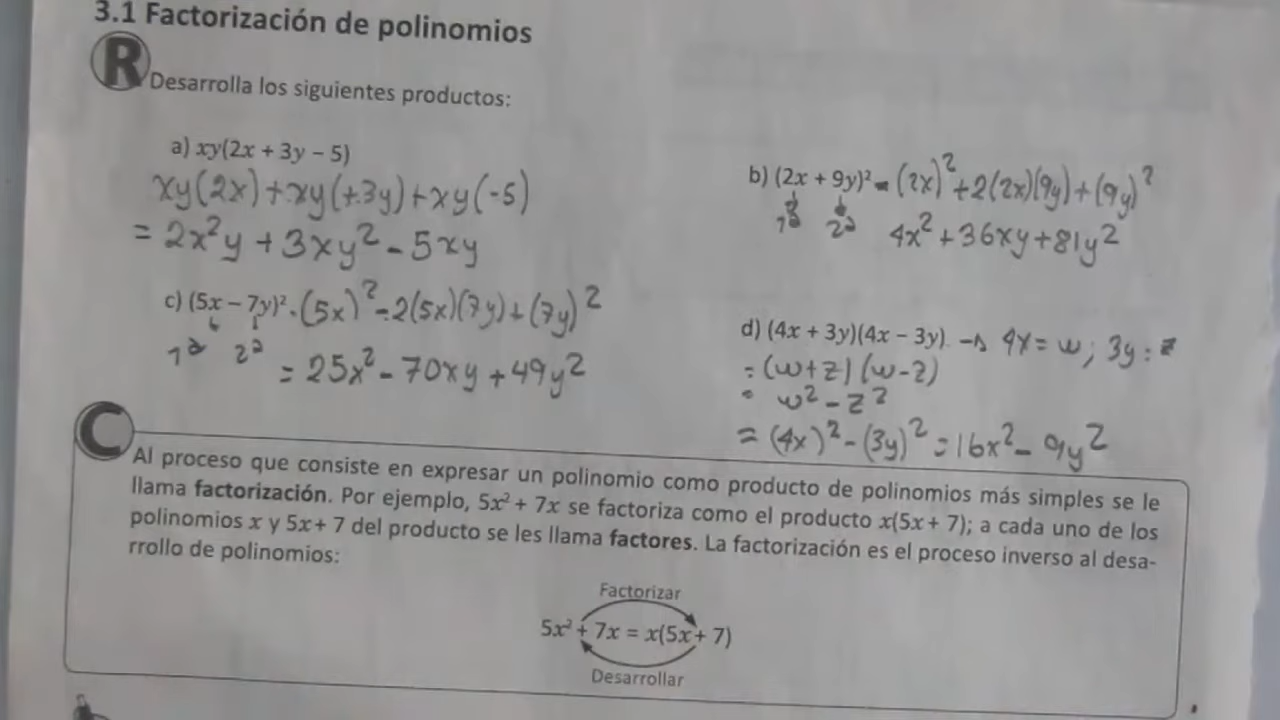 3.1 Factorización de polinomios
R
Desarrolla los siguientes productos:
a) xy(2x + 3y – 5)
xy(2x)+xy(+3y)+xy(-5)
= 2x²y + 3xy² - 5xy
b) (2x + 9y)² = (2x)² + 2(2x)(9y) + (9y)²
1ª 2ª 4x² + 36xy + 81y²
c) (5x – 7y)² = (5x)² - 2(5x)(7y) + (7y)²
1ª 2ª = 25x² - 70xy + 49y²
d) (4x + 3y)(4x – 3y) → 4x = w; 3y = z
= (w+z)(w-z)
= w² - z²
= (4x)² - (3y)² = 16x² - 9y²
C
Al proceso que consiste en expresar un polinomio como producto de polinomios más simples se le
llama factorización. Por ejemplo, 5x² + 7x se factoriza como el producto x(5x + 7); a cada uno de los
polinomios x y 5x + 7 del producto se les llama factores. La factorización es el proceso inverso al desa-
rrollo de polinomios:
Factorizar
5x² + 7x = x(5x + 7)
Desarrollar